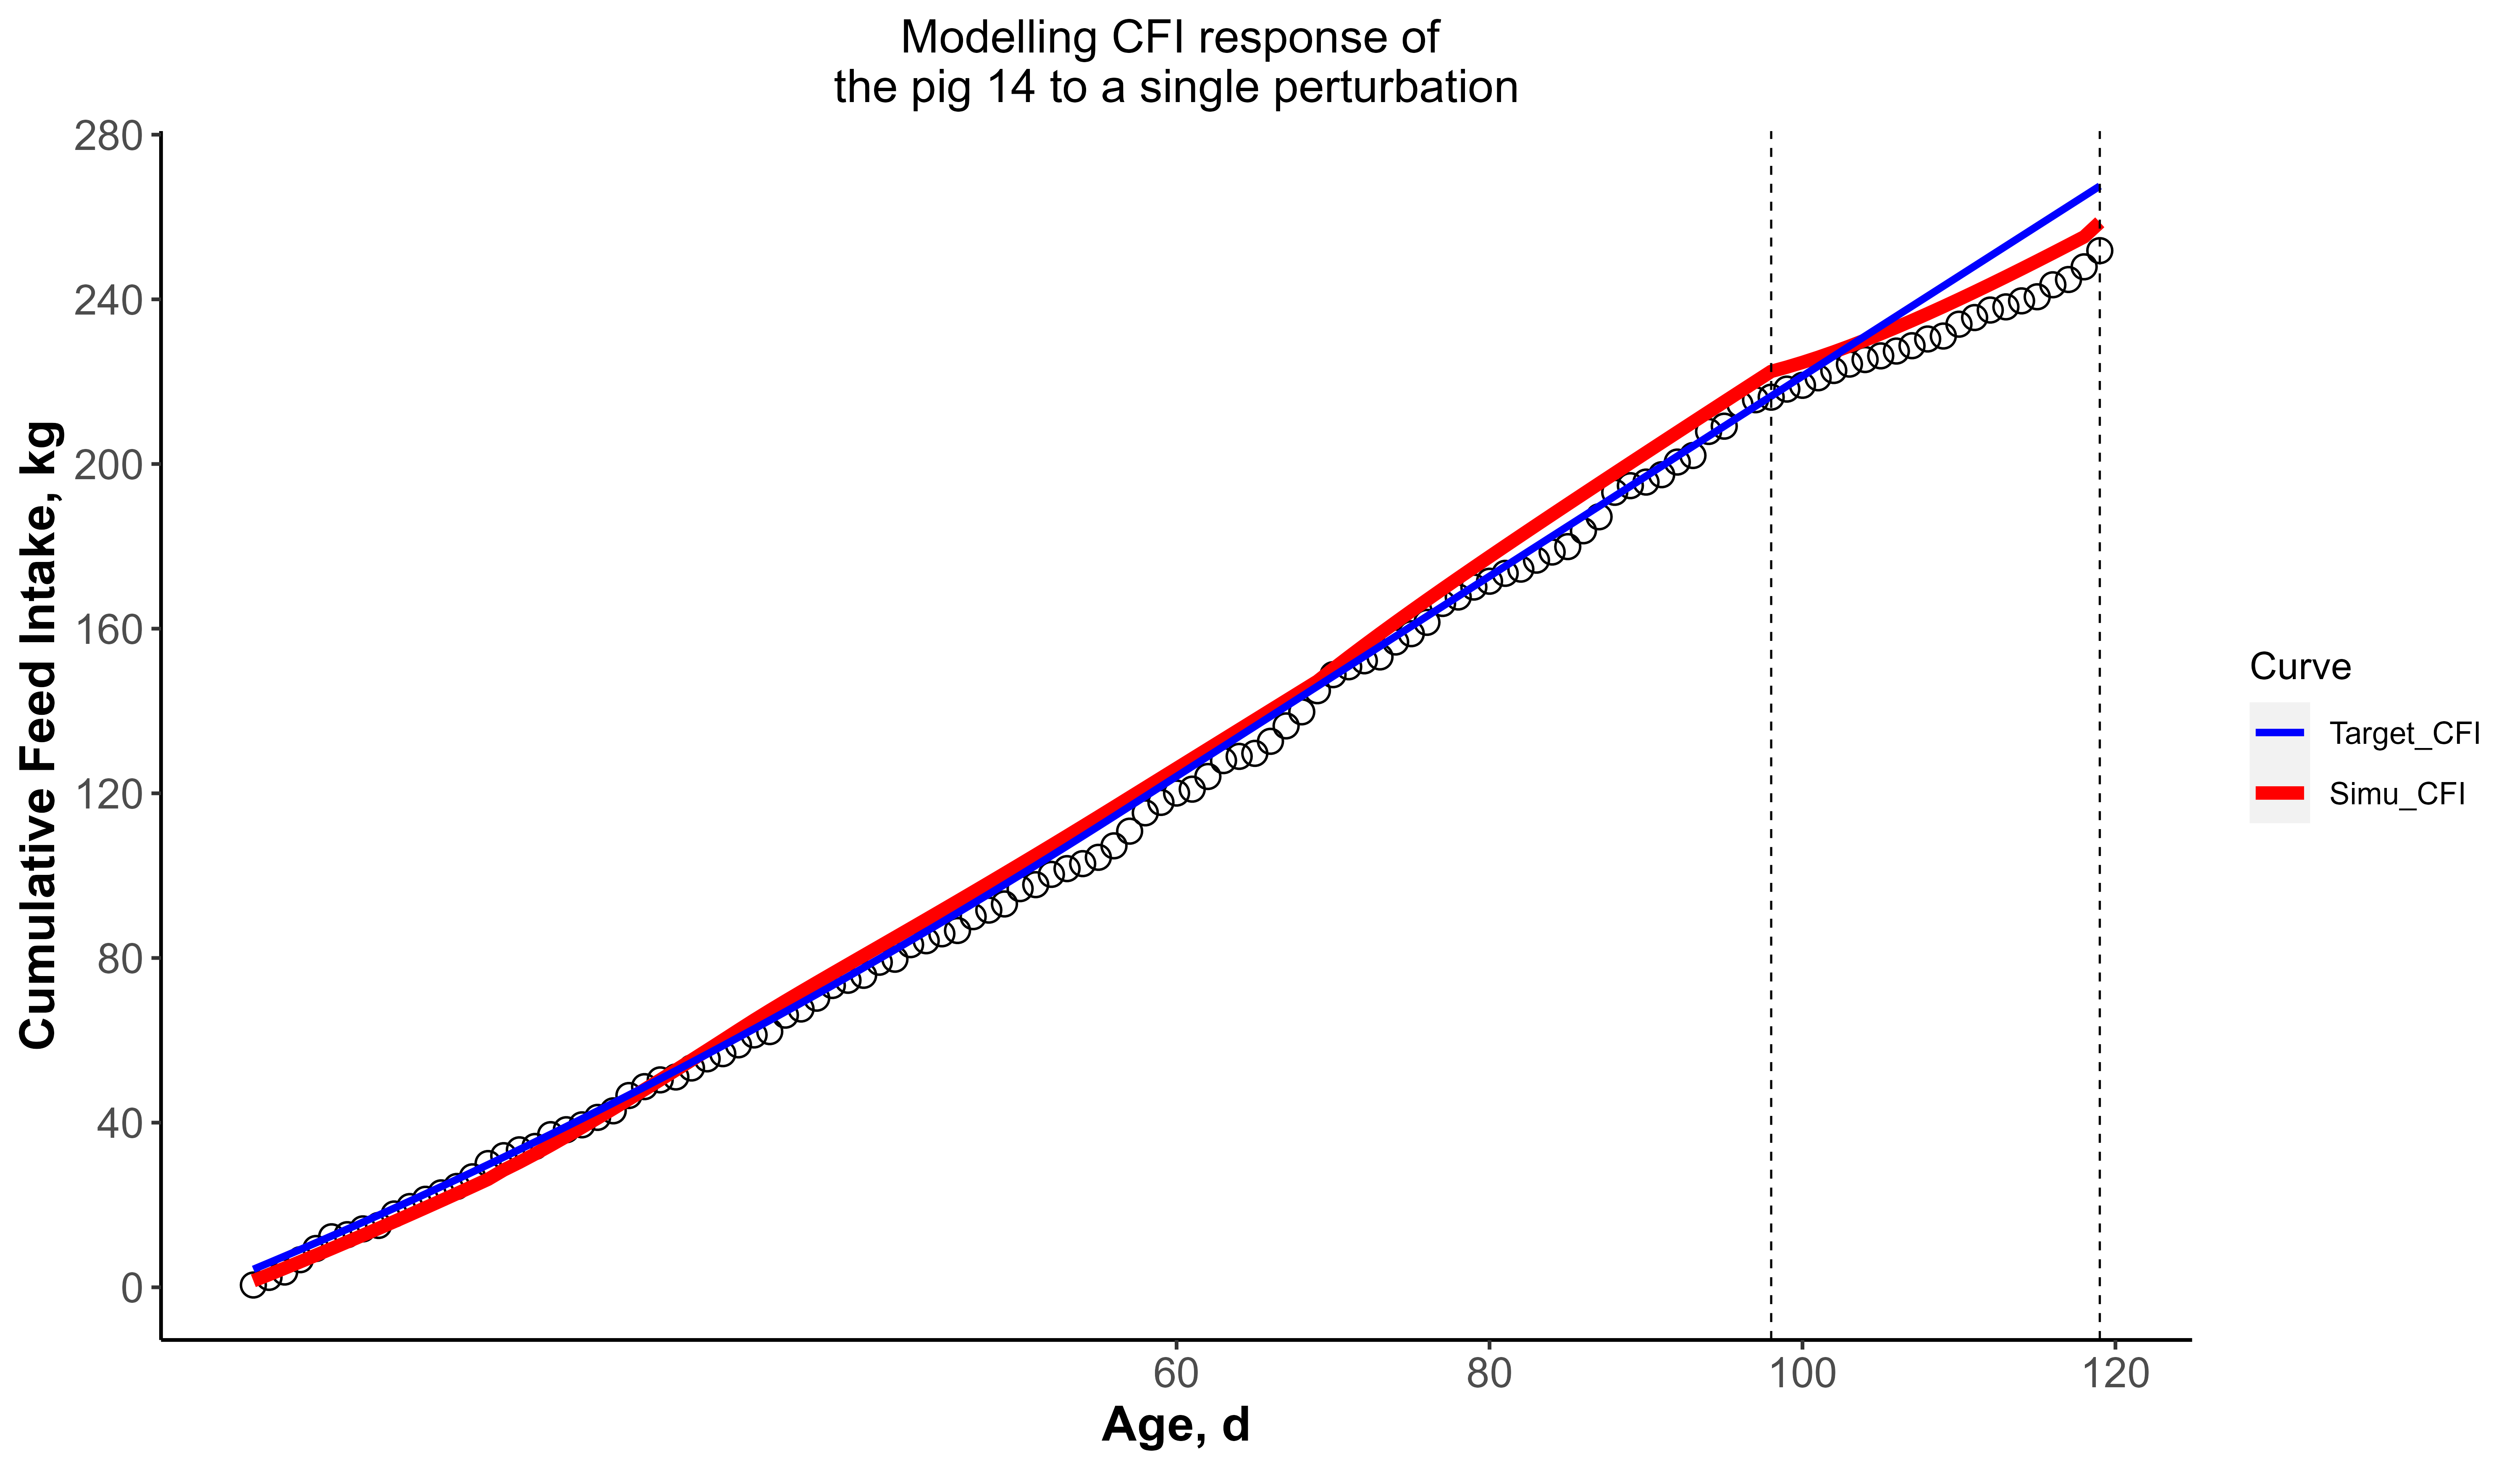 Modelling CFI response of
the pig 14 to a single perturbation
280
240
200
160
120
80
40
0
Cumulative Feed Intake, kg
60 80 100 120
Age, d
Curve
Target_CFI
Simu_CFI